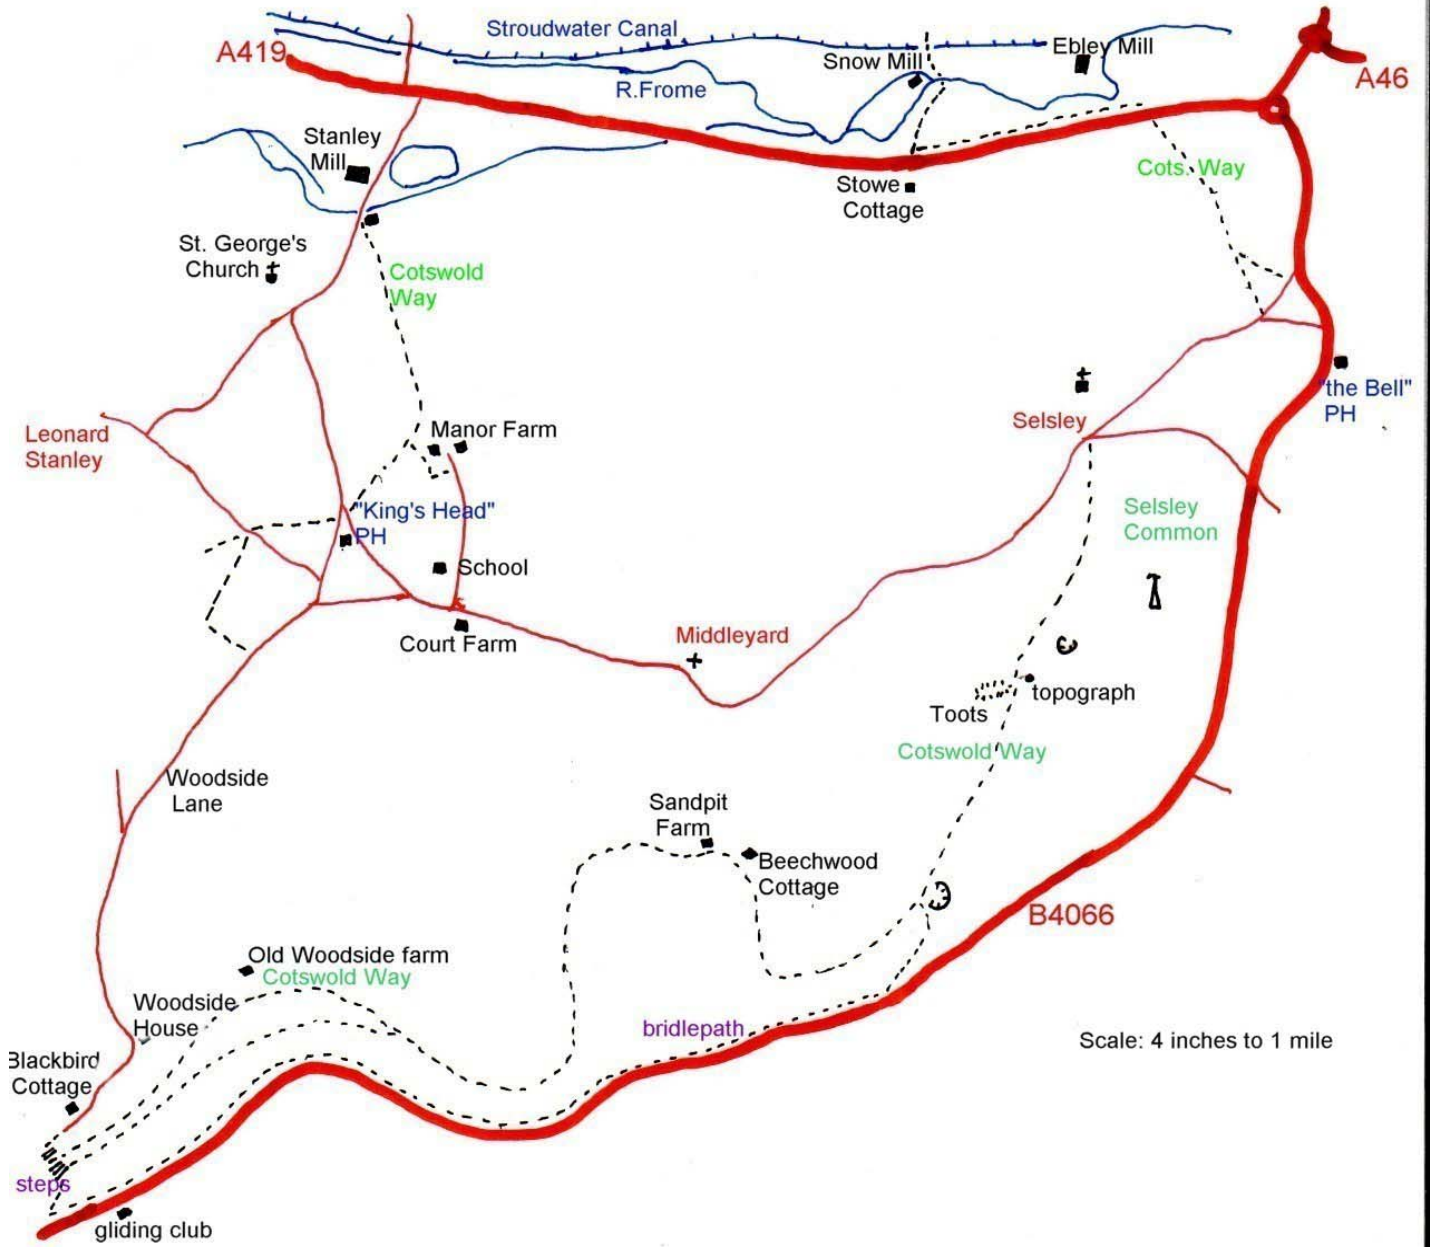 Stroudwater Canal
A419
Snow Mill
Ebley Mill
A46
R.Frome
Stanley
Mill
Cots. Way
Stowe
Cottage
St. George's
Church
Cotswold
Way
"the Bell"
PH
Selsley
Leonard
Stanley
Manor Farm
"King's Head"
PH
Selsley
Common
School
Court Farm
Middleyard
topograph
Toots
Cotswold Way
Woodside
Lane
Sandpit
Farm
Beechwood
Cottage
B4066
Old Woodside farm
Cotswold Way
Woodside
House
bridlepath
Scale: 4 inches to 1 mile
Blackbird
Cottage
steps
gliding club